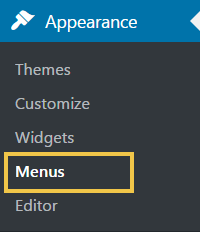 Appearance
Themes
Customize
Widgets
Menus
Editor